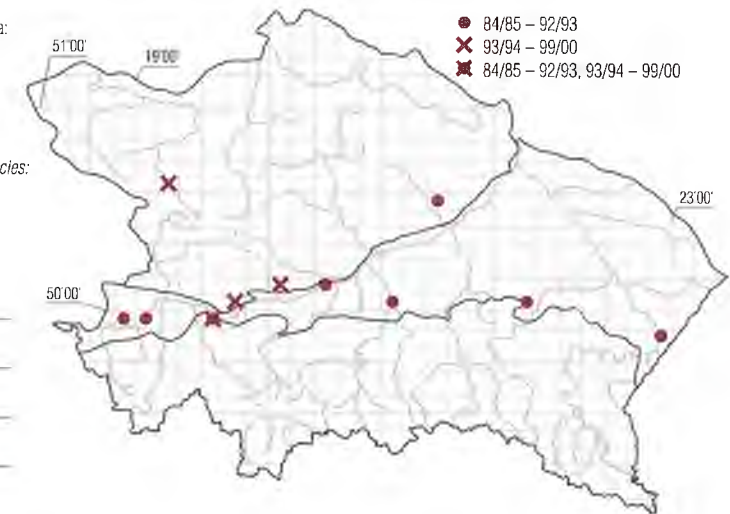 a:
cies:
84/85 – 92/93
93/94 – 99/00
84/85 – 92/93, 93/94 – 99/00
51°00'
19°00'
23°00'
50°00'